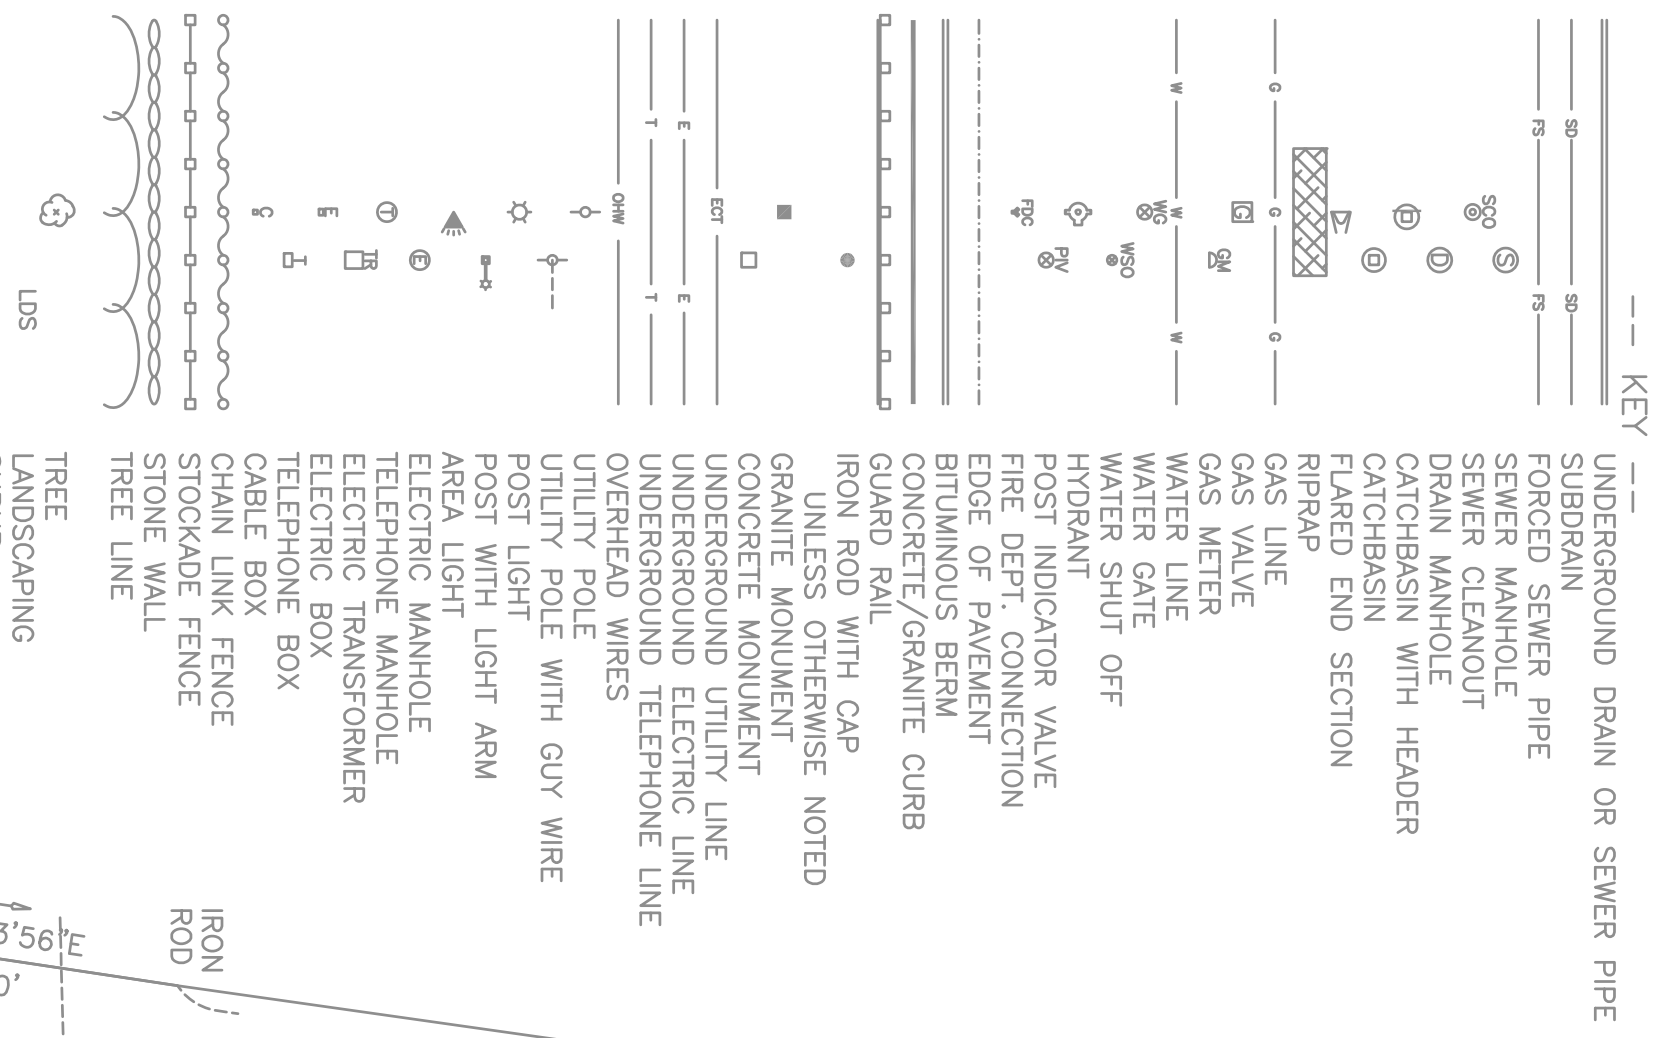 -- KEY --
UNDERGROUND DRAIN OR SEWER PIPE
SD SD SUBDRAIN
FS FS FORCED SEWER PIPE
S SEWER MANHOLE
SCO SEWER CLEANOUT
D DRAIN MANHOLE
CATCHBASIN WITH HEADER
CATCHBASIN
FLARED END SECTION
RIPRAP
G G G GAS LINE
G GAS VALVE
GM GAS METER
W W W WATER LINE
WG WATER GATE
WSO WATER SHUT OFF
HYDRANT
PIV POST INDICATOR VALVE
FDC FIRE DEPT. CONNECTION
EDGE OF PAVEMENT
BITUMINOUS BERM
CONCRETE/GRANITE CURB
GUARD RAIL
IRON ROD WITH CAP
UNLESS OTHERWISE NOTED
GRANITE MONUMENT
CONCRETE MONUMENT
ECT UNDERGROUND UTILITY LINE
E E UNDERGROUND ELECTRIC LINE
T T UNDERGROUND TELEPHONE LINE
OHW OVERHEAD WIRES
UTILITY POLE
UTILITY POLE WITH GUY WIRE
POST LIGHT
POST WITH LIGHT ARM
AREA LIGHT
E ELECTRIC MANHOLE
T TELEPHONE MANHOLE
TR ELECTRIC TRANSFORMER
E ELECTRIC BOX
T TELEPHONE BOX
C CABLE BOX
CHAIN LINK FENCE
STOCKADE FENCE
STONE WALL
TREE LINE
TREE
LDS LANDSCAPING
IRON
ROD
3'56"E
0'